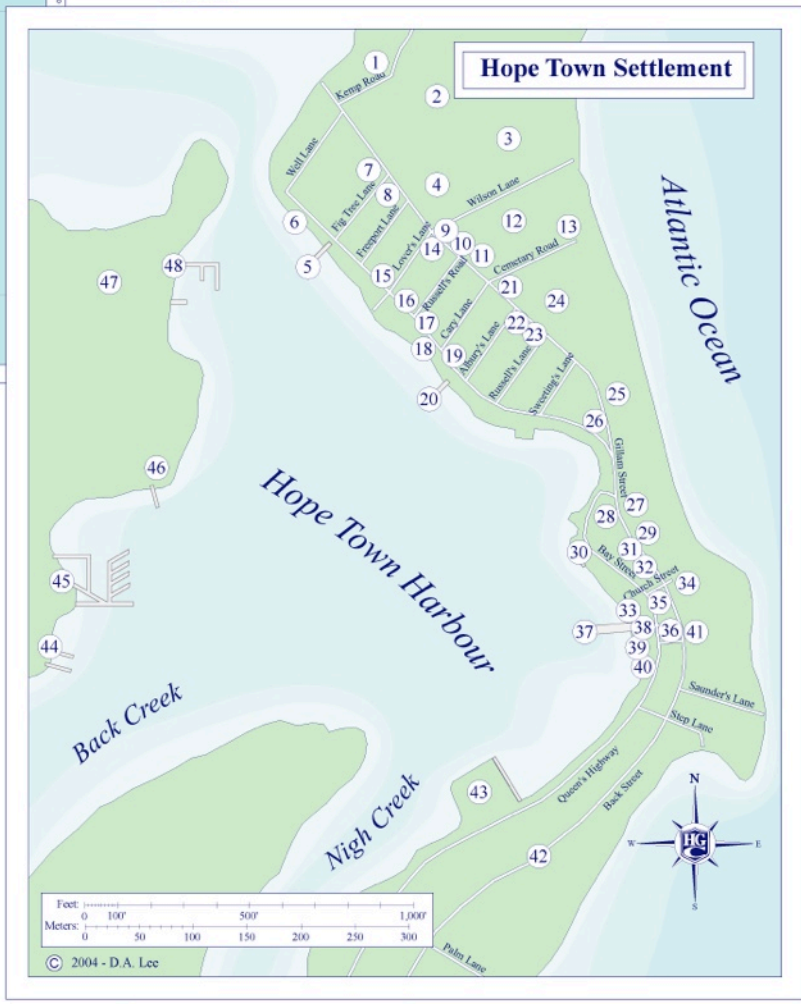 Hope Town Settlement
1
Kemp Road
2
3
Well Lane
7
4
Wilson Lane
Atlantic Ocean
8
Fig Tree Lane
6
Freeport Lane
12
13
9
10
5
Lover's Lane
14
11
Cemetary Road
47
48
15
Russell's Road
21
16
24
Cary Lane
17
22
23
18
19
Albury's Lane
Russell's Lane
Sweeting's Lane
20
25
26
Gillam Street
46
Hope Town Harbour
27
28
29
30
31
Bay Street
32
45
Church Street
34
33
35
37
38
36
41
44
39
40
Back Creek
Saunder's Lane
Step Lane
Queen's Highway
43
Back Street
Nigh Creek
N
W
HG
C
E
S
42
Feet:
0 100' 500' 1,000'
Meters:
0 50 100 150 200 250 300
Palm Lane
© 2004 - D.A. Lee